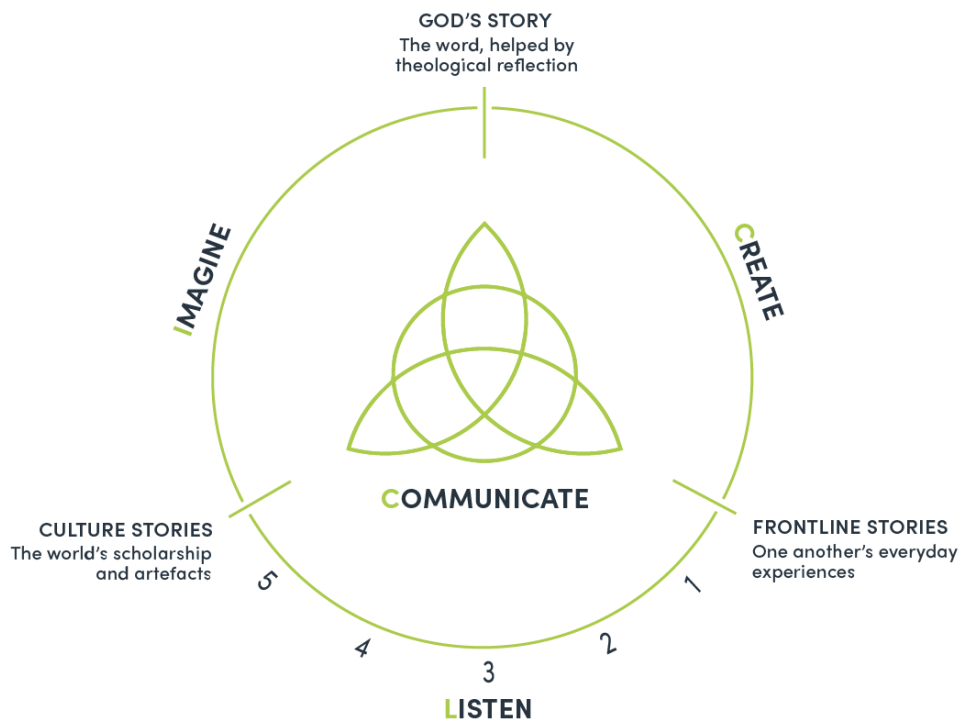 GOD'S STORY
The word, helped by
theological reflection
IMAGINE
CREATE
COMMUNICATE
CULTURE STORIES
The world's scholarship
and artefacts
FRONTLINE STORIES
One another's everyday
experiences
5
4
3
2
1
LISTEN